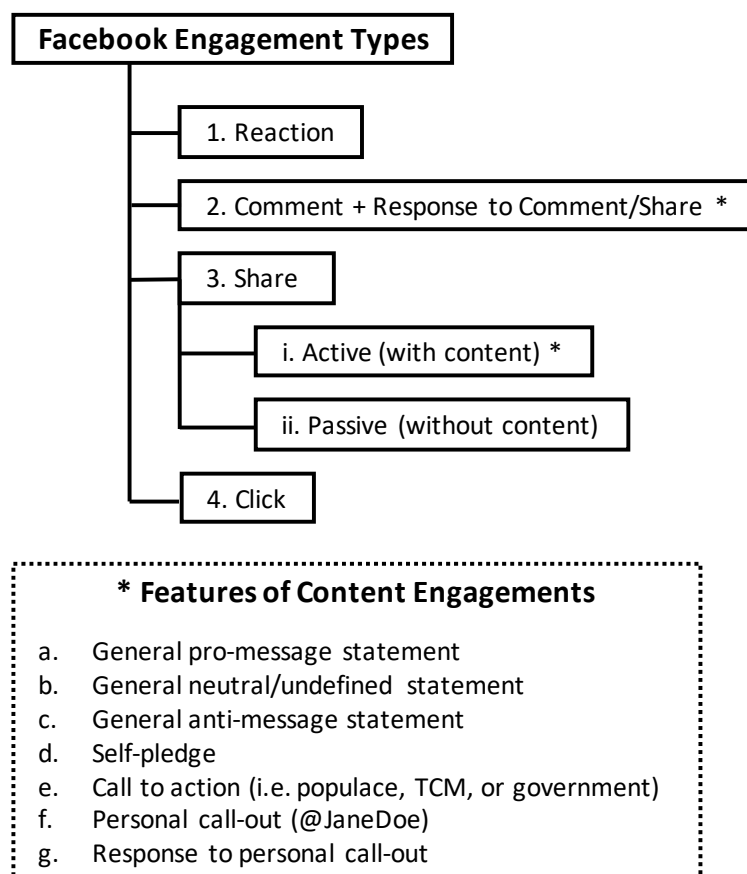 Facebook Engagement Types
1. Reaction
2. Comment + Response to Comment/Share *
3. Share
i. Active (with content) *
ii. Passive (without content)
4. Click
* Features of Content Engagements
a. General pro-message statement
b. General neutral/undefined statement
c. General anti-message statement
d. Self-pledge
e. Call to action (i.e. populace, TCM, or government)
f. Personal call-out (@JaneDoe)
g. Response to personal call-out